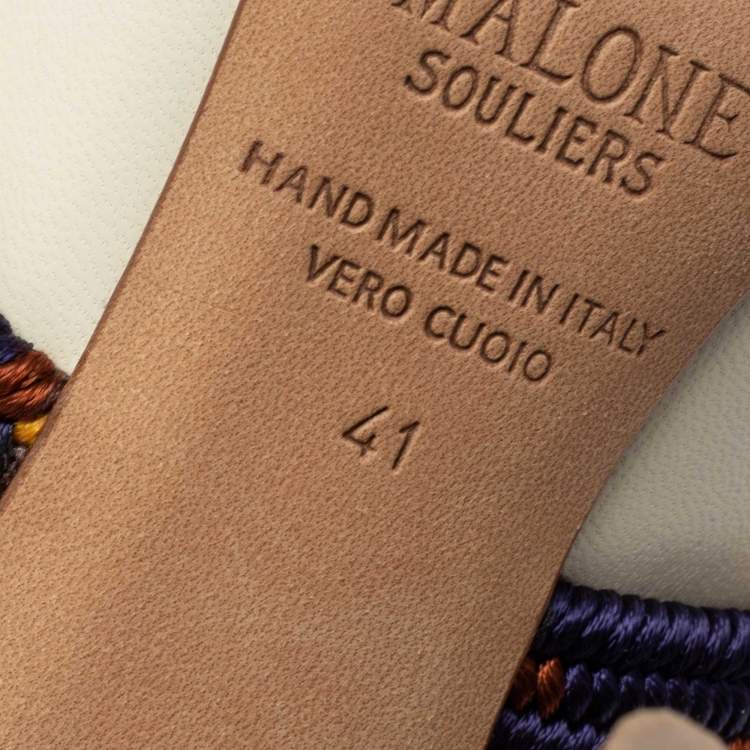 MALONE
SOULIERS
HAND MADE IN ITALY
VERO CUOIO
41